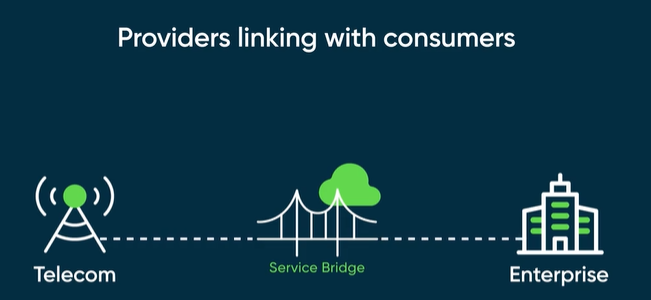 Providers linking with consumers
Telecom
Service Bridge
Enterprise